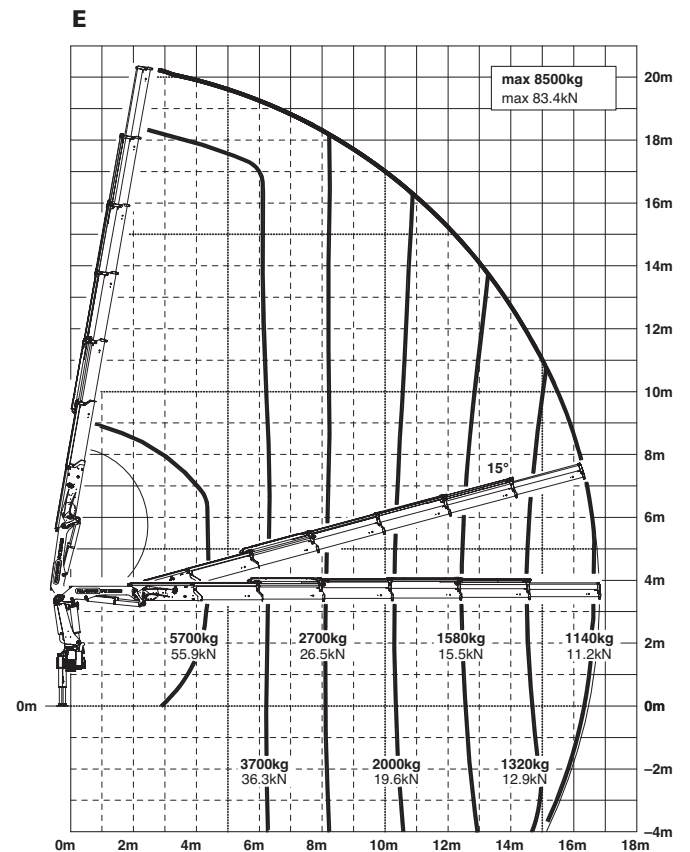 E
max 8500kg
max 83.4kN
20m
18m
16m
14m
12m
10m
8m
15°
6m
4m
5700kg
55.9kN
2700kg
26.5kN
1580kg
15.5kN
1140kg
11.2kN
2m
0m
0m
3700kg
36.3kN
2000kg
19.6kN
1320kg
12.9kN
–2m
–4m
0m 2m 4m 6m 8m 10m 12m 14m 16m 18m